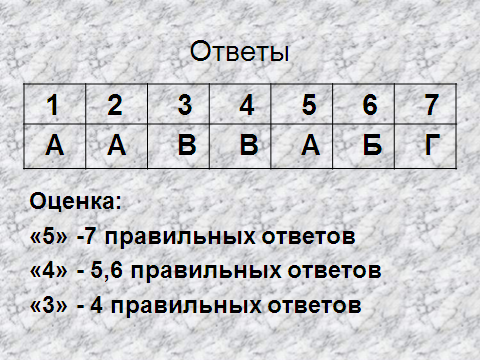 Ответы
1 2 3 4 5 6 7
А А В В А Б Г
Оценка:
«5» -7 правильных ответов
«4» - 5,6 правильных ответов
«3» - 4 правильных ответов